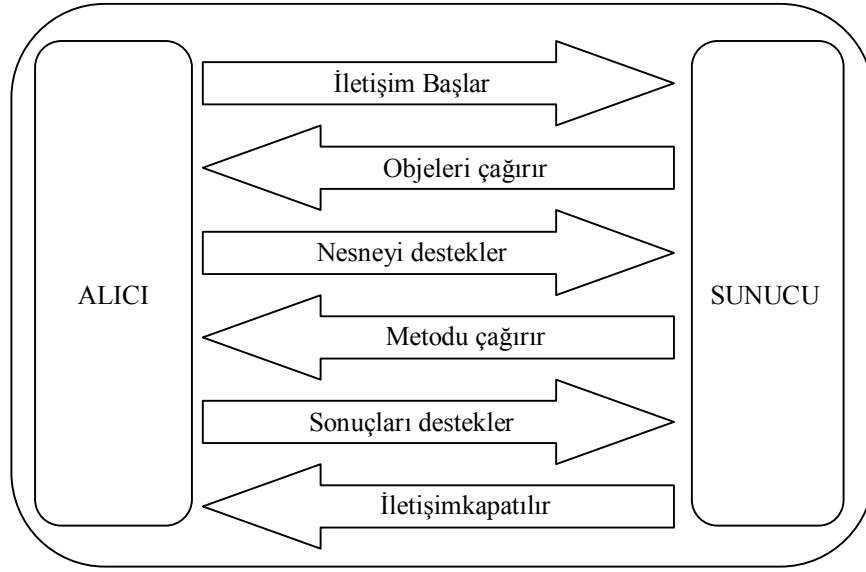 İletişim Başlar
Objeleri çağırır
Nesneyi destekler
ALICI
SUNUCU
Metodu çağırır
Sonuçları destekler
İletişimkapatılır